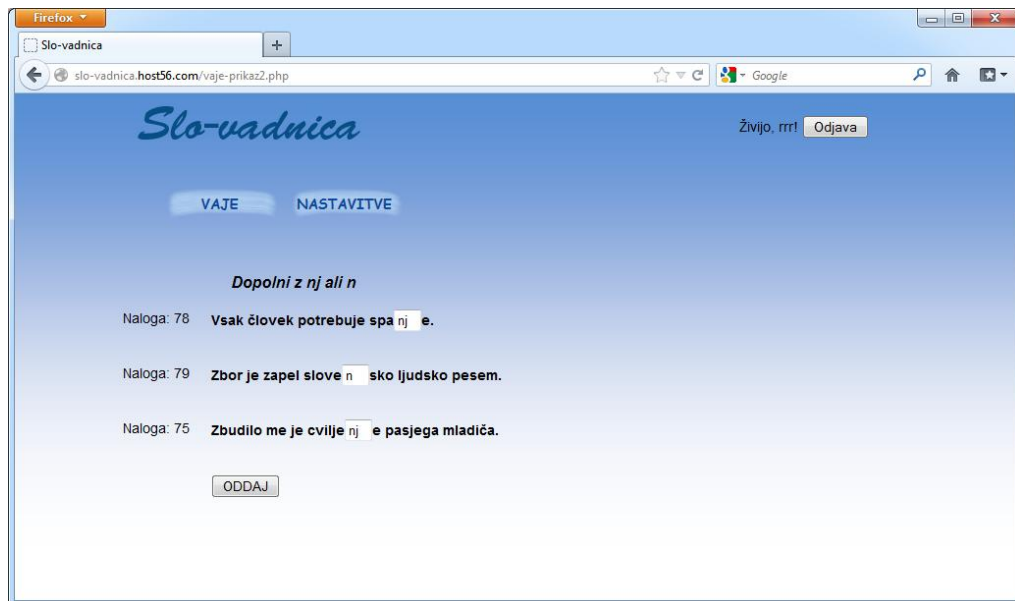 Firefox
Slo-vadnica
slo-vadnica.host56.com/vaje-prikaz2.php
Google
Slo-vadnica
Živijo, rrr! Odjava
VAJE NASTAVITVE
Dopolni z nj ali n
Naloga: 78 Vsak človek potrebuje spa nj e.
Naloga: 79 Zbor je zapel slove n sko ljudsko pesem.
Naloga: 75 Zbudilo me je cvilje nj e pasjega mladiča.
ODDAJ